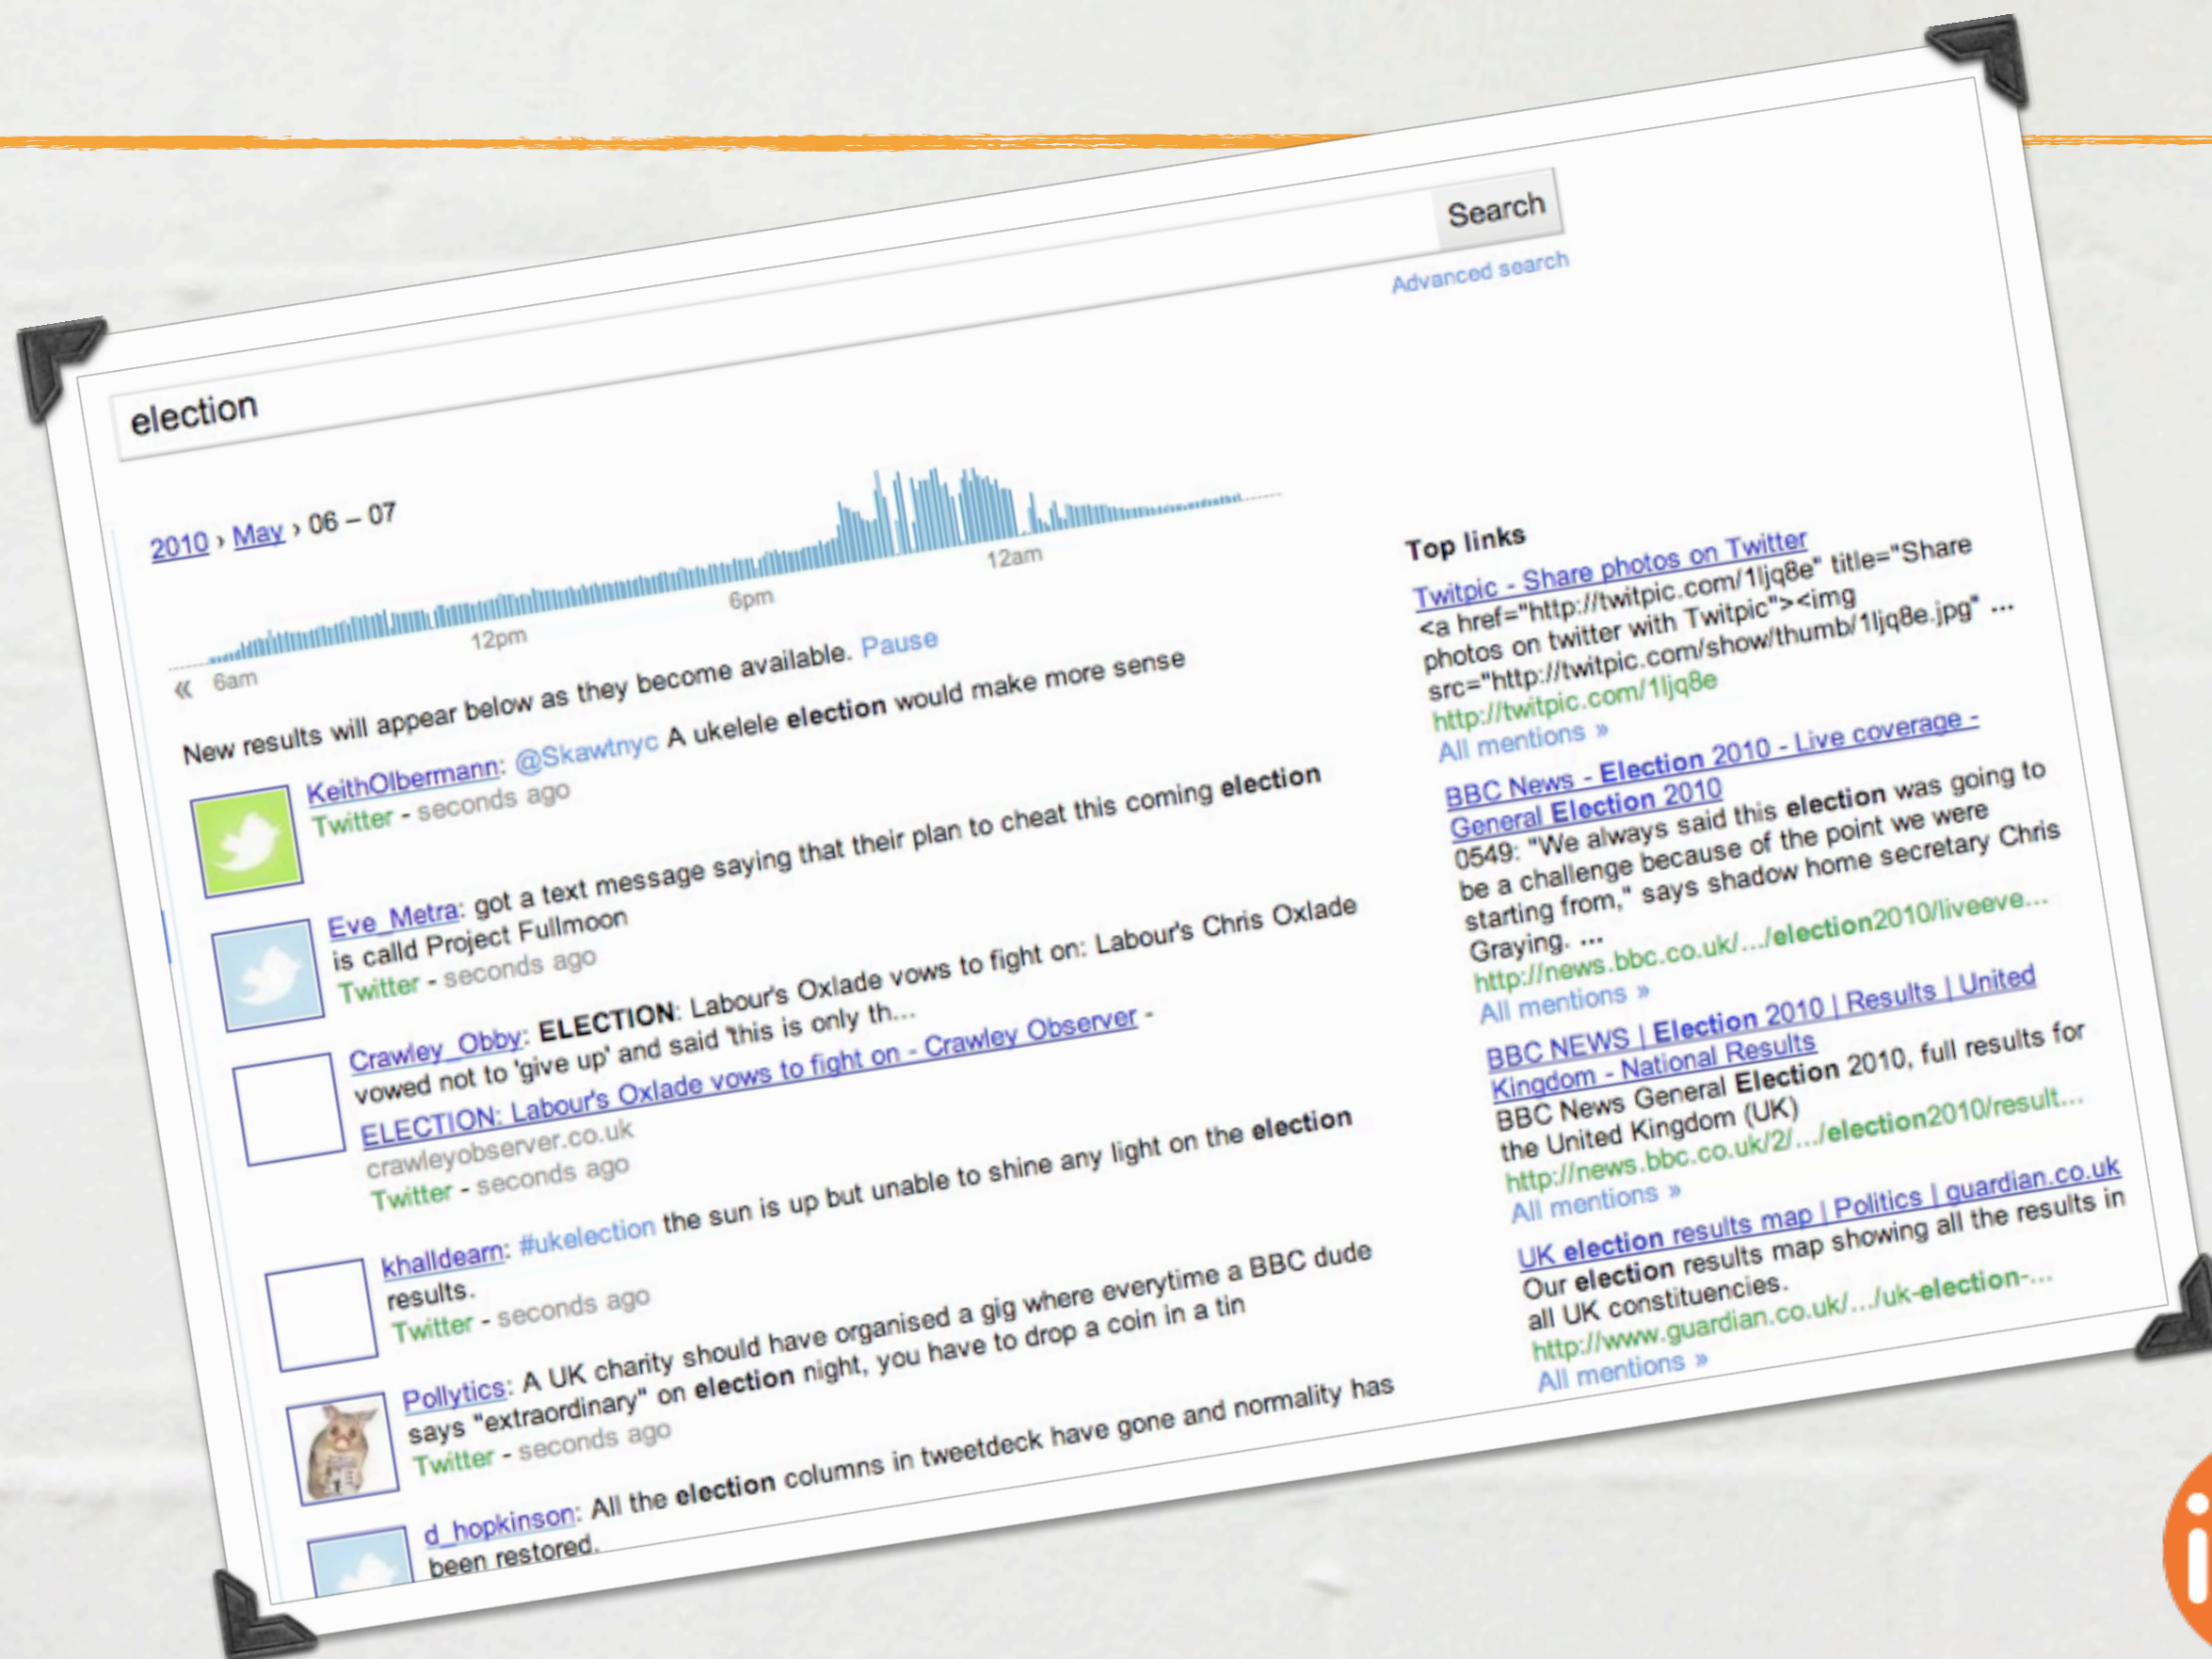 Search
Advanced search
election
2010 › May › 06 – 07
« 6am
12pm
6pm
12am
New results will appear below as they become available. Pause
KeithOlbermann: @Skawtnyc A ukelele election would make more sense
Twitter - seconds ago
Eve_Metra: got a text message saying that their plan to cheat this coming election
is calld Project Fullmoon
Twitter - seconds ago
Crawley_Obby: ELECTION: Labour's Oxlade vows to fight on: Labour's Chris Oxlade
vowed not to 'give up' and said 'this is only th...
ELECTION: Labour's Oxlade vows to fight on - Crawley Observer -
crawleyobserver.co.uk
Twitter - seconds ago
khalldearn: #ukelection the sun is up but unable to shine any light on the election
results.
Twitter - seconds ago
Pollytics: A UK charity should have organised a gig where everytime a BBC dude
says "extraordinary" on election night, you have to drop a coin in a tin
Twitter - seconds ago
d_hopkinson: All the election columns in tweetdeck have gone and normality has
been restored.
Top links
Twitpic - Share photos on Twitter
<a href="http://twitpic.com/1ljq8e" title="Share
photos on twitter with Twitpic"><img
src="http://twitpic.com/show/thumb/1ljq8e.jpg" ...
http://twitpic.com/1ljq8e
All mentions »
BBC News - Election 2010 - Live coverage -
General Election 2010
0549: "We always said this election was going to
be a challenge because of the point we were
starting from," says shadow home secretary Chris
Graying. ...
http://news.bbc.co.uk/.../election2010/liveeve...
All mentions »
BBC NEWS | Election 2010 | Results | United
Kingdom - National Results
BBC News General Election 2010, full results for
the United Kingdom (UK)
http://news.bbc.co.uk/2/.../election2010/result...
All mentions »
UK election results map | Politics | guardian.co.uk
Our election results map showing all the results in
all UK constituencies.
http://www.guardian.co.uk/.../uk-election-...
All mentions »
i